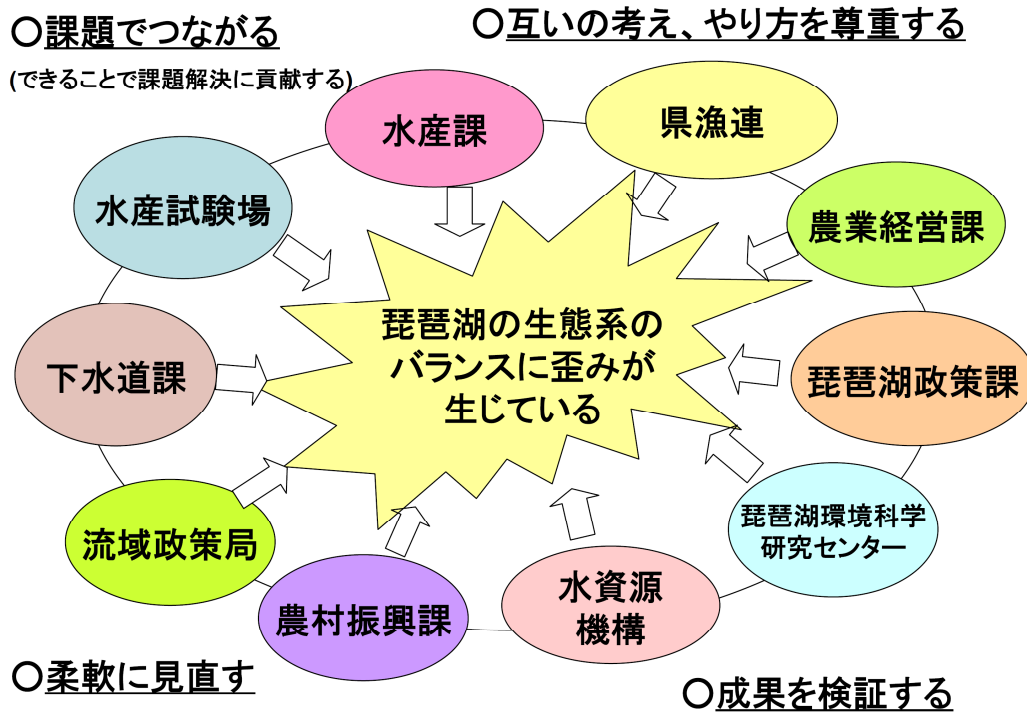 〇課題でつながる
(できることで課題解決に貢献する)
〇互いの考え、やり方を尊重する
水産課
県漁連
水産試験場
農業経営課
琵琶湖の生態系の
バランスに歪みが
生じている
下水道課
琵琶湖政策課
流域政策局
琵琶湖環境科学
研究センター
農村振興課
水資源
機構
〇柔軟に見直す
〇成果を検証する